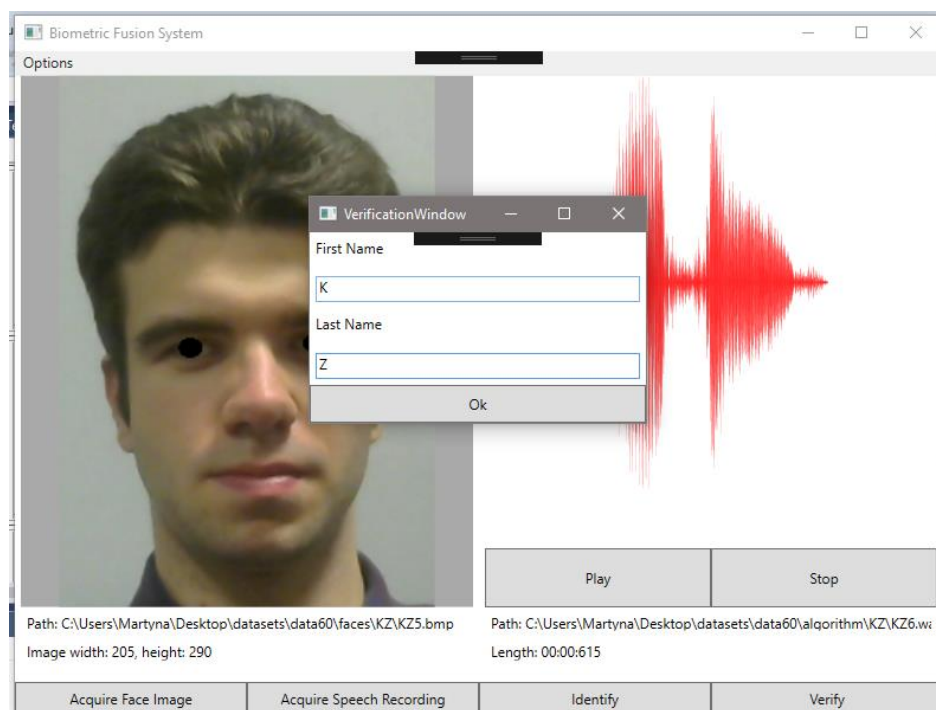 Biometric Fusion System
Options
VerificationWindow
First Name
K
Last Name
Z
Ok
Play Stop
Path: C:\Users\Martyna\Desktop\datasets\data60\faces\KZ\KZ5.bmp
Path: C:\Users\Martyna\Desktop\datasets\data60\algorithm\KZ\KZ6.wa
Image width: 205, height: 290
Length: 00:00:615
Acquire Face Image Acquire Speech Recording Identify Verify